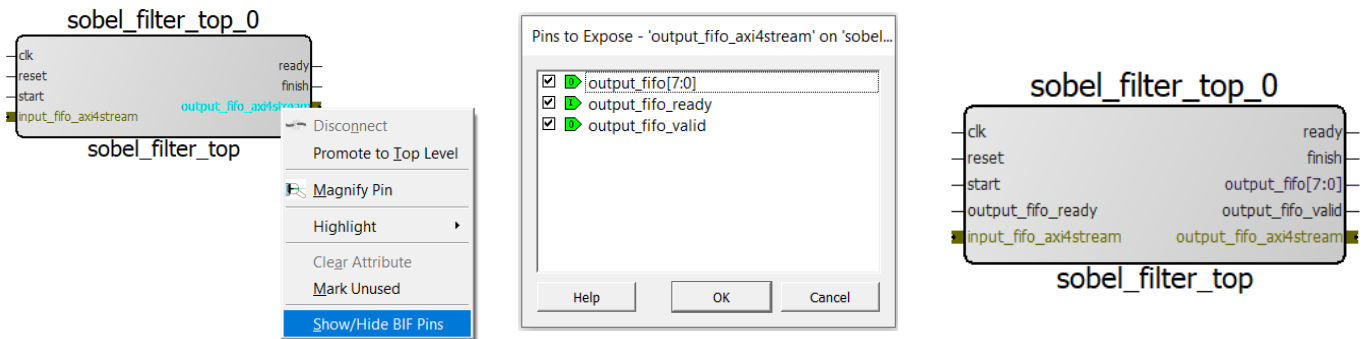 sobel_filter_top_0
clk
reset
start
input_fifo_axi4stream
ready
finish
output_fifo_axi4stream
sobel_filter_top
Disconnect
Promote to Top Level
Magnify Pin
Highlight
Clear Attribute
Mark Unused
Show/Hide BIF Pins
Pins to Expose - 'output_fifo_axi4stream' on 'sobel...
O output_fifo[7:0]
I output_fifo_ready
O output_fifo_valid
Help OK Cancel
sobel_filter_top_0
clk
reset
start
output_fifo_ready
input_fifo_axi4stream
ready
finish
output_fifo[7:0]
output_fifo_valid
output_fifo_axi4stream
sobel_filter_top